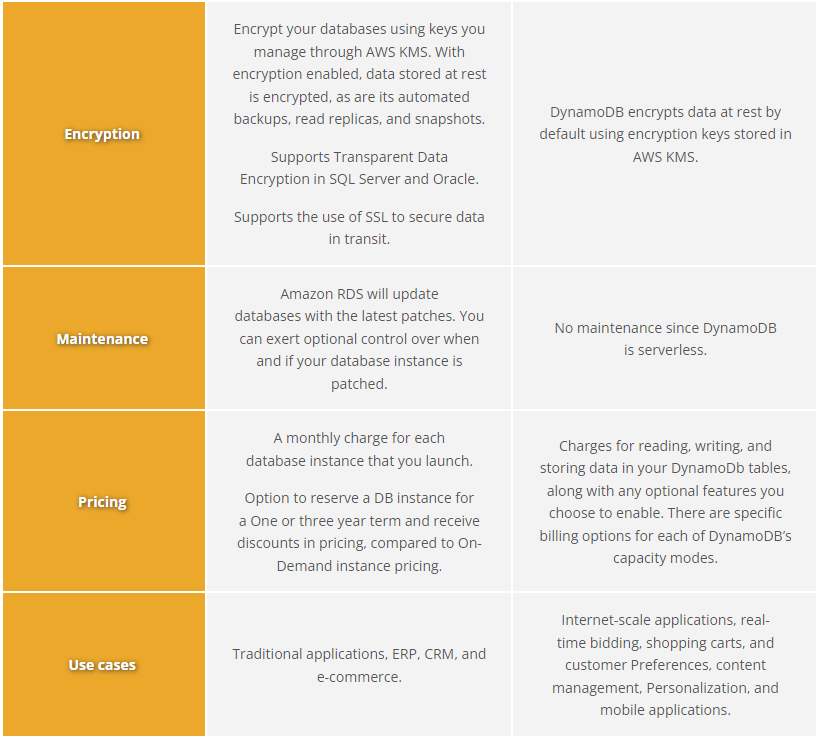 Encryption
Encrypt your databases using keys you
manage through AWS KMS. With
encryption enabled, data stored at rest
is encrypted, as are its automated
backups, read replicas, and snapshots.
Supports Transparent Data
Encryption in SQL Server and Oracle.
Supports the use of SSL to secure data
in transit.
DynamoDB encrypts data at rest by
default using encryption keys stored in
AWS KMS.
Maintenance
Amazon RDS will update
databases with the latest patches. You
can exert optional control over when
and if your database instance is
patched.
No maintenance since DynamoDB
is serverless.
Pricing
A monthly charge for each
database instance that you launch.
Option to reserve a DB instance for
a One or three year term and receive
discounts in pricing, compared to On-
Demand instance pricing.
Charges for reading, writing, and
storing data in your DynamoDb tables,
along with any optional features you
choose to enable. There are specific
billing options for each of DynamoDB's
capacity modes.
Use cases
Traditional applications, ERP, CRM, and
e-commerce.
Internet-scale applications, real-
time bidding, shopping carts, and
customer Preferences, content
management, Personalization, and
mobile applications.